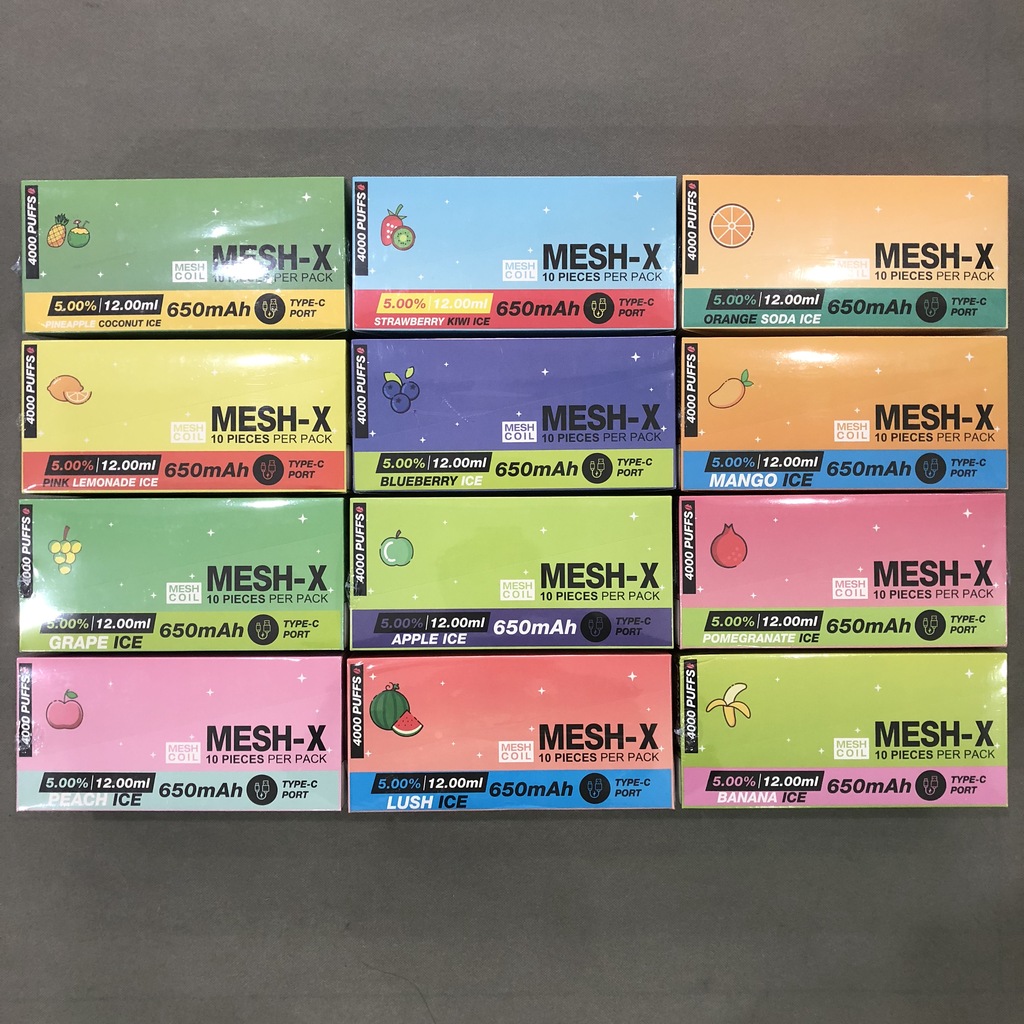 4000 PUFFS
MESH-X
MESH COIL
10 PIECES PER PACK
5.00% | 12.00ml
650mAh
TYPE-C PORT
PINEAPPLE COCONUT ICE
4000 PUFFS
MESH-X
MESH COIL
10 PIECES PER PACK
5.00% | 12.00ml
650mAh
TYPE-C PORT
STRAWBERRY KIWI ICE
4000 PUFFS
MESH-X
MESH COIL
10 PIECES PER PACK
5.00% | 12.00ml
650mAh
TYPE-C PORT
ORANGE SODA ICE
4000 PUFFS
MESH-X
MESH COIL
10 PIECES PER PACK
5.00% | 12.00ml
650mAh
TYPE-C PORT
PINK LEMONADE ICE
4000 PUFFS
MESH-X
MESH COIL
10 PIECES PER PACK
5.00% | 12.00ml
650mAh
TYPE-C PORT
BLUEBERRY ICE
4000 PUFFS
MESH-X
MESH COIL
10 PIECES PER PACK
5.00% | 12.00ml
650mAh
TYPE-C PORT
MANGO ICE
4000 PUFFS
MESH-X
MESH COIL
10 PIECES PER PACK
5.00% | 12.00ml
650mAh
TYPE-C PORT
GRAPE ICE
4000 PUFFS
MESH-X
MESH COIL
10 PIECES PER PACK
5.00% | 12.00ml
650mAh
TYPE-C PORT
APPLE ICE
4000 PUFFS
MESH-X
MESH COIL
10 PIECES PER PACK
5.00% | 12.00ml
650mAh
TYPE-C PORT
POMEGRANATE ICE
4000 PUFFS
MESH-X
MESH COIL
10 PIECES PER PACK
5.00% | 12.00ml
650mAh
TYPE-C PORT
PEACH ICE
4000 PUFFS
MESH-X
MESH COIL
10 PIECES PER PACK
5.00% | 12.00ml
650mAh
TYPE-C PORT
LUSH ICE
4000 PUFFS
MESH-X
MESH COIL
10 PIECES PER PACK
5.00% | 12.00ml
650mAh
TYPE-C PORT
BANANA ICE